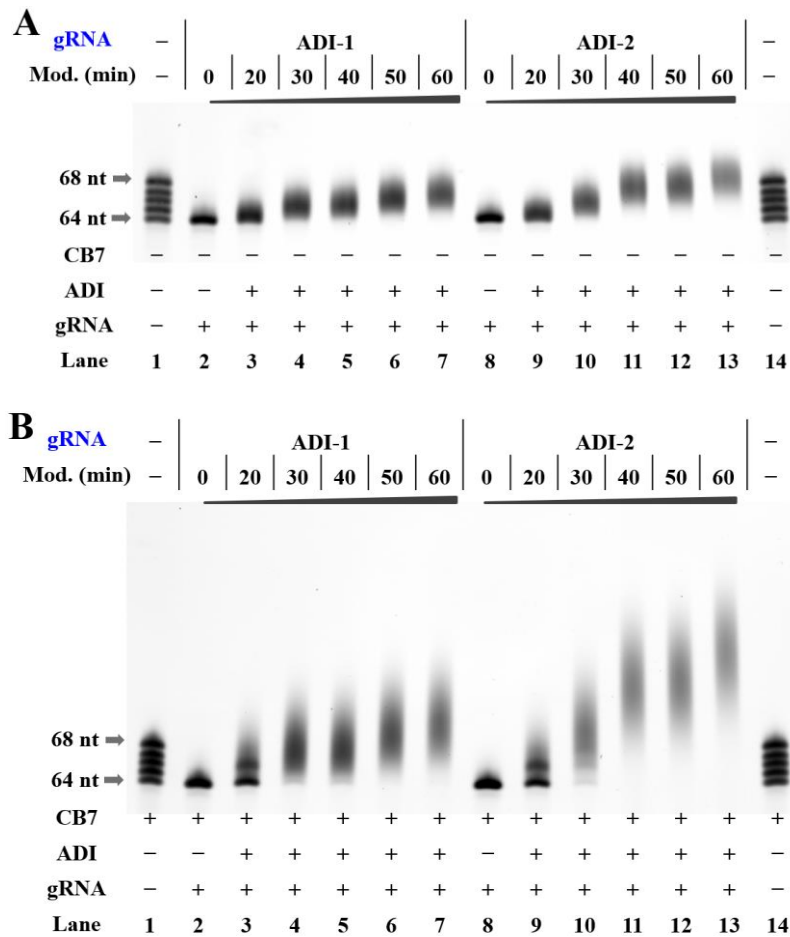 A
gRNA – ADI-1 ADI-2 –
Mod. (min) – 0 20 30 40 50 60 0 20 30 40 50 60 –
68 nt
64 nt
CB7 – – – – – – – – – – – – – –
ADI – – + + + + + – + + + + + –
gRNA – + + + + + + + + + + + + –
Lane 1 2 3 4 5 6 7 8 9 10 11 12 13 14
B
gRNA – ADI-1 ADI-2 –
Mod. (min) – 0 20 30 40 50 60 0 20 30 40 50 60 –
68 nt
64 nt
CB7 + + + + + + + + + + + + + +
ADI – – + + + + + – + + + + + –
gRNA – + + + + + + + + + + + + –
Lane 1 2 3 4 5 6 7 8 9 10 11 12 13 14